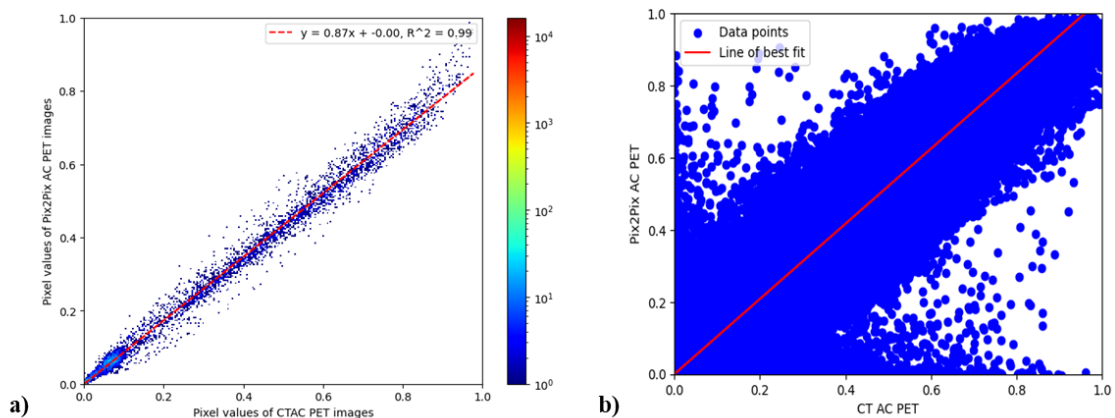 y = 0.87x + -0.00, R^2 = 0.99
Pixel values of Pix2Pix AC PET images
1.0
0.8
0.6
0.4
0.2
0.0
0.0 0.2 0.4 0.6 0.8 1.0
Pixel values of CTAC PET images
10^4
10^3
10^2
10^1
10^0
a)
Data points
Line of best fit
Pix2Pix AC PET
1.0
0.8
0.6
0.4
0.2
0.0
0.0 0.2 0.4 0.6 0.8 1.0
CT AC PET
b)